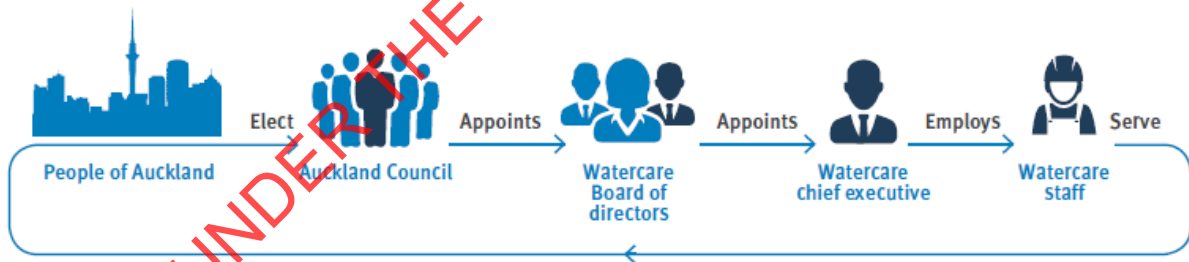 UNDER THE
Elect
Appoints
Appoints
Employs
Serve
People of Auckland
Auckland Council
Watercare
Board of
directors
Watercare
chief executive
Watercare
staff